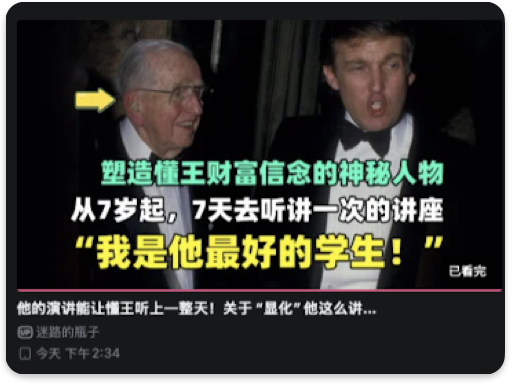 塑造懂王财富信念的神秘人物
从7岁起，7天去听讲一次的讲座
“我是他最好的学生！”
已看完
他的演讲能让懂王听上一整天！关于“显化”他这么讲...
UP 迷路的瓶子
今天 下午2:34